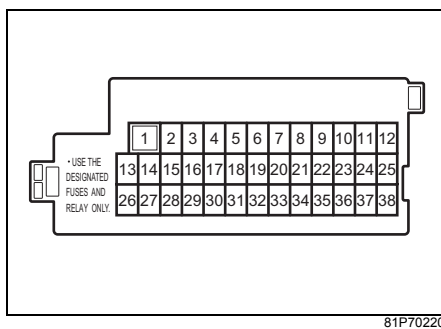 1 2 3 4 5 6 7 8 9 10 11 12
• USE THE
DESIGNATED
FUSES AND
RELAY ONLY.
13 14 15 16 17 18 19 20 21 22 23 24 25
26 27 28 29 30 31 32 33 34 35 36 37 38
81P70220